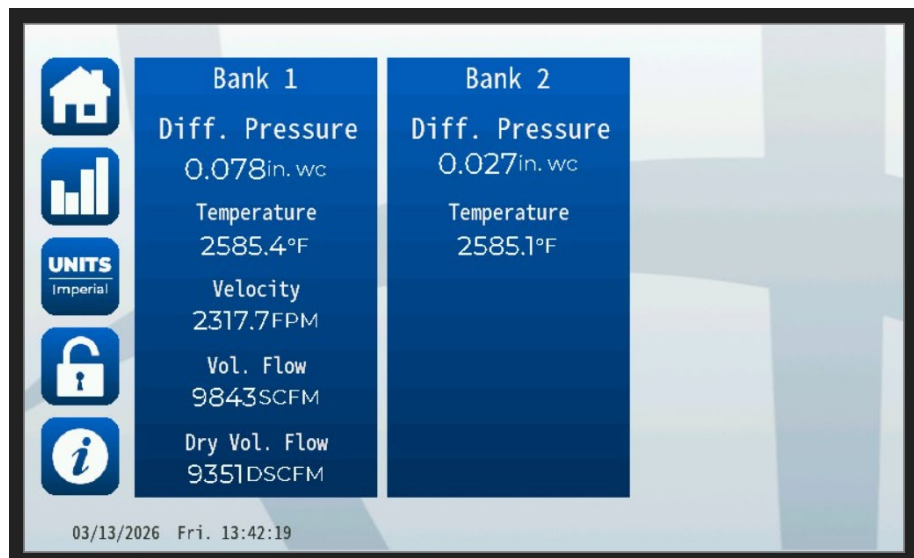 Bank 1
Diff. Pressure
0.078in. wc
Temperature
2585.4°F
Velocity
2317.7FPM
Vol. Flow
9843SCFM
Dry Vol. Flow
9351DSCFM
Bank 2
Diff. Pressure
0.027in. wc
Temperature
2585.1°F
UNITS
Imperial
i
03/13/2026 Fri. 13:42:19